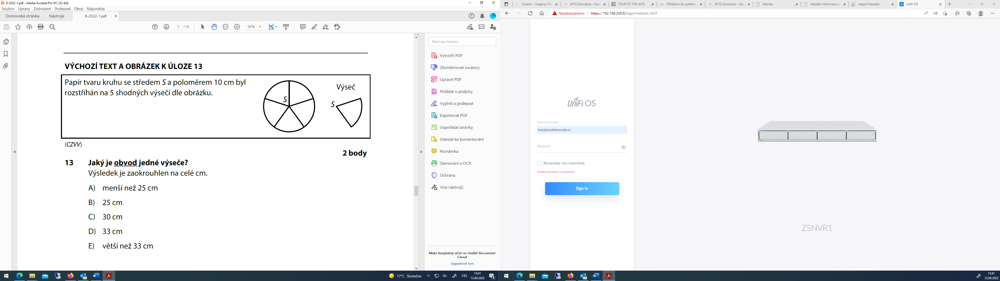 9-2022-1.pdf - Adobe Acrobat Pro DC (32-bit)
Soubor Úpravy Zobrazení Podepsat Okna Nápověda
Domovská stránka Nástroje 9-2022-1.pdf
7 / 10 167%
VÝCHOZÍ TEXT A OBRÁZEK K ÚLOZE 13
Papír tvaru kruhu se středem S a poloměrem 10 cm byl
rozstříhán na 5 shodných výsečí dle obrázku.
S
Výseč
S
(CZVV)
2 body
13 Jaký je obvod jedné výseče?
Výsledek je zaokrouhlen na celé cm.
A) menší než 25 cm
B) 25 cm
C) 30 cm
D) 33 cm
E) větší než 33 cm
Nástroje hledání
Vytvořit PDF
Zkombinovat soubory
Upravit PDF
Požádat o podpisy
Vyplnit a podepsat
Exportovat PDF
Uspořádat stránky
Odeslat ke komentování
Poznámka
Skenování a OCR
Ochrana
Více nástrojů
Máte bezplatný účet ve službě Document
Cloud
Upgradovat nyní
17°C Slunečno CES 13:41
13.04.2022 4
Scratch - Imagine, Pro (475) Doručené – Sezn TOUR OF THE ALPS Přihlášení do systému (473) Doručené – Sezn Matrika Aktuální informace pr edge://newtab/ UniFi OS
Nezabezpečeno https://192.168.200.8/login?redirect=%2F
UniFi OS
Email or Username
holy@zsodolenavoda.cz
Password
Remember my credentials
Invalid username or password
Sign In
ZSNVR1
13:41
13.04.2022